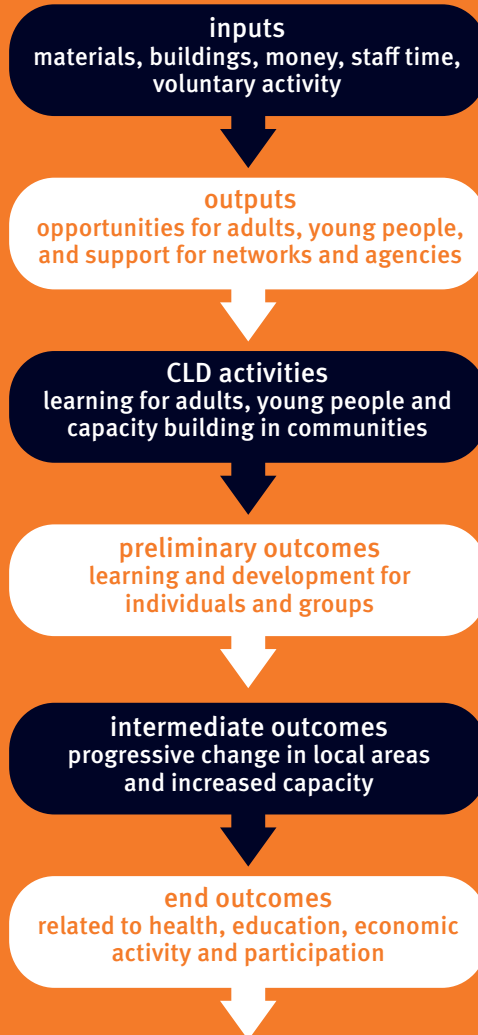 inputs
materials, buildings, money, staff time,
voluntary activity
outputs
opportunities for adults, young people,
and support for networks and agencies
CLD activities
learning for adults, young people and
capacity building in communities
preliminary outcomes
learning and development for
individuals and groups
intermediate outcomes
progressive change in local areas
and increased capacity
end outcomes
related to health, education, economic
activity and participation